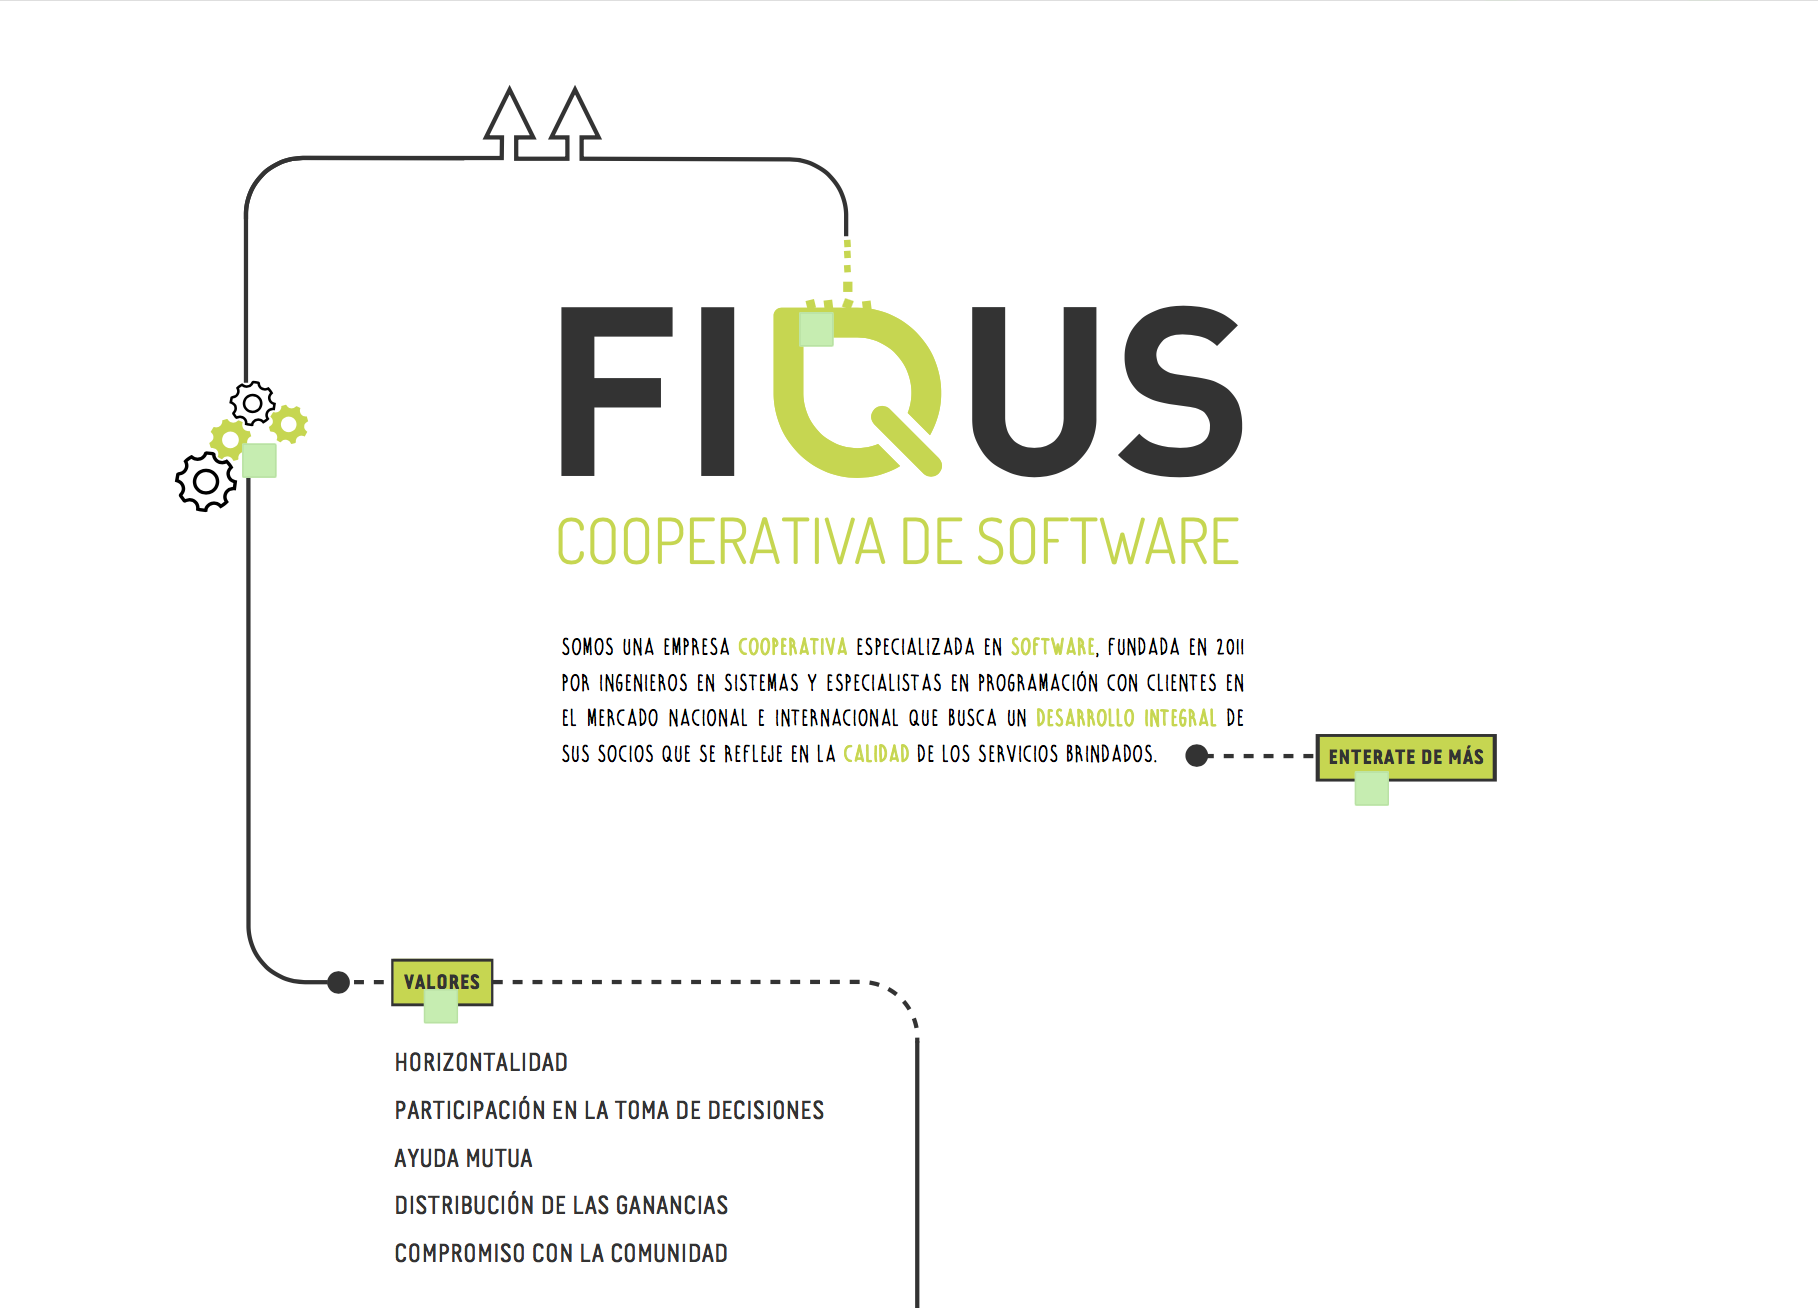 FIQUS
COOPERATIVA DE SOFTWARE
SOMOS UNA EMPRESA COOPERATIVA ESPECIALIZADA EN SOFTWARE, FUNDADA EN 2011
POR INGENIEROS EN SISTEMAS Y ESPECIALISTAS EN PROGRAMACIÓN CON CLIENTES EN
EL MERCADO NACIONAL E INTERNACIONAL QUE BUSCA UN DESARROLLO INTEGRAL DE
SUS SOCIOS QUE SE REFLEJE EN LA CALIDAD DE LOS SERVICIOS BRINDADOS.
ENTERATE DE MÁS
VALORES
HORIZONTALIDAD
PARTICIPACIÓN EN LA TOMA DE DECISIONES
AYUDA MUTUA
DISTRIBUCIÓN DE LAS GANANCIAS
COMPROMISO CON LA COMUNIDAD